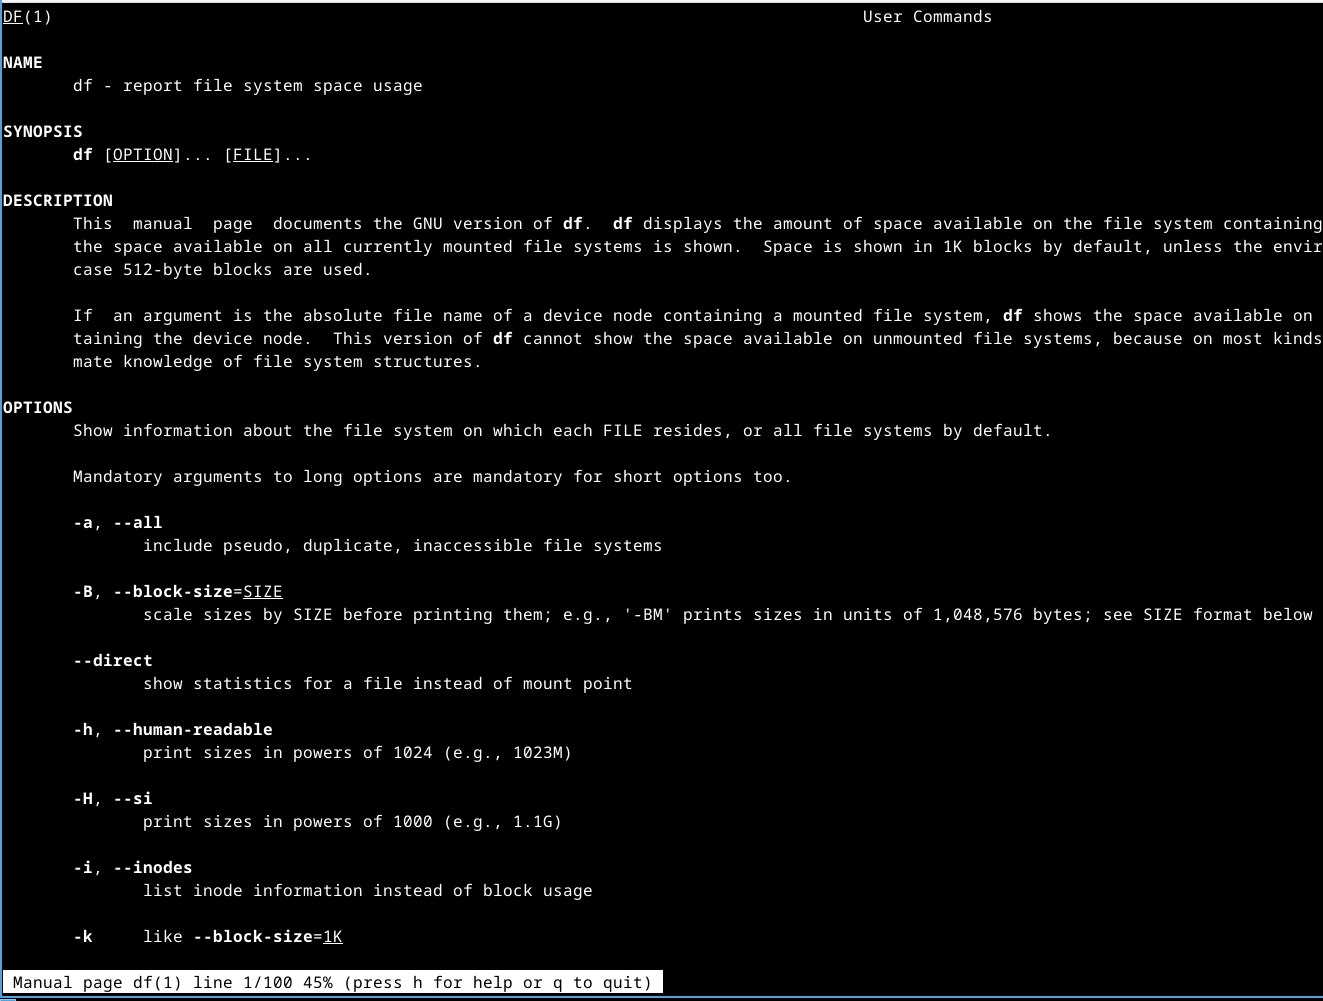 DF(1) User Commands
NAME
df - report file system space usage
SYNOPSIS
df [OPTION]... [FILE]...
DESCRIPTION
This  manual  page  documents the GNU version of df.  df displays the amount of space available on the file system containing
the space available on all currently mounted file systems is shown.  Space is shown in 1K blocks by default, unless the envir
case 512-byte blocks are used.
If  an argument is the absolute file name of a device node containing a mounted file system, df shows the space available on
taining the device node.  This version of df cannot show the space available on unmounted file systems, because on most kinds
mate knowledge of file system structures.
OPTIONS
Show information about the file system on which each FILE resides, or all file systems by default.
Mandatory arguments to long options are mandatory for short options too.
-a, --all
include pseudo, duplicate, inaccessible file systems
-B, --block-size=SIZE
scale sizes by SIZE before printing them; e.g., '-BM' prints sizes in units of 1,048,576 bytes; see SIZE format below
--direct
show statistics for a file instead of mount point
-h, --human-readable
print sizes in powers of 1024 (e.g., 1023M)
-H, --si
print sizes in powers of 1000 (e.g., 1.1G)
-i, --inodes
list inode information instead of block usage
-k     like --block-size=1K
Manual page df(1) line 1/100 45% (press h for help or q to quit)